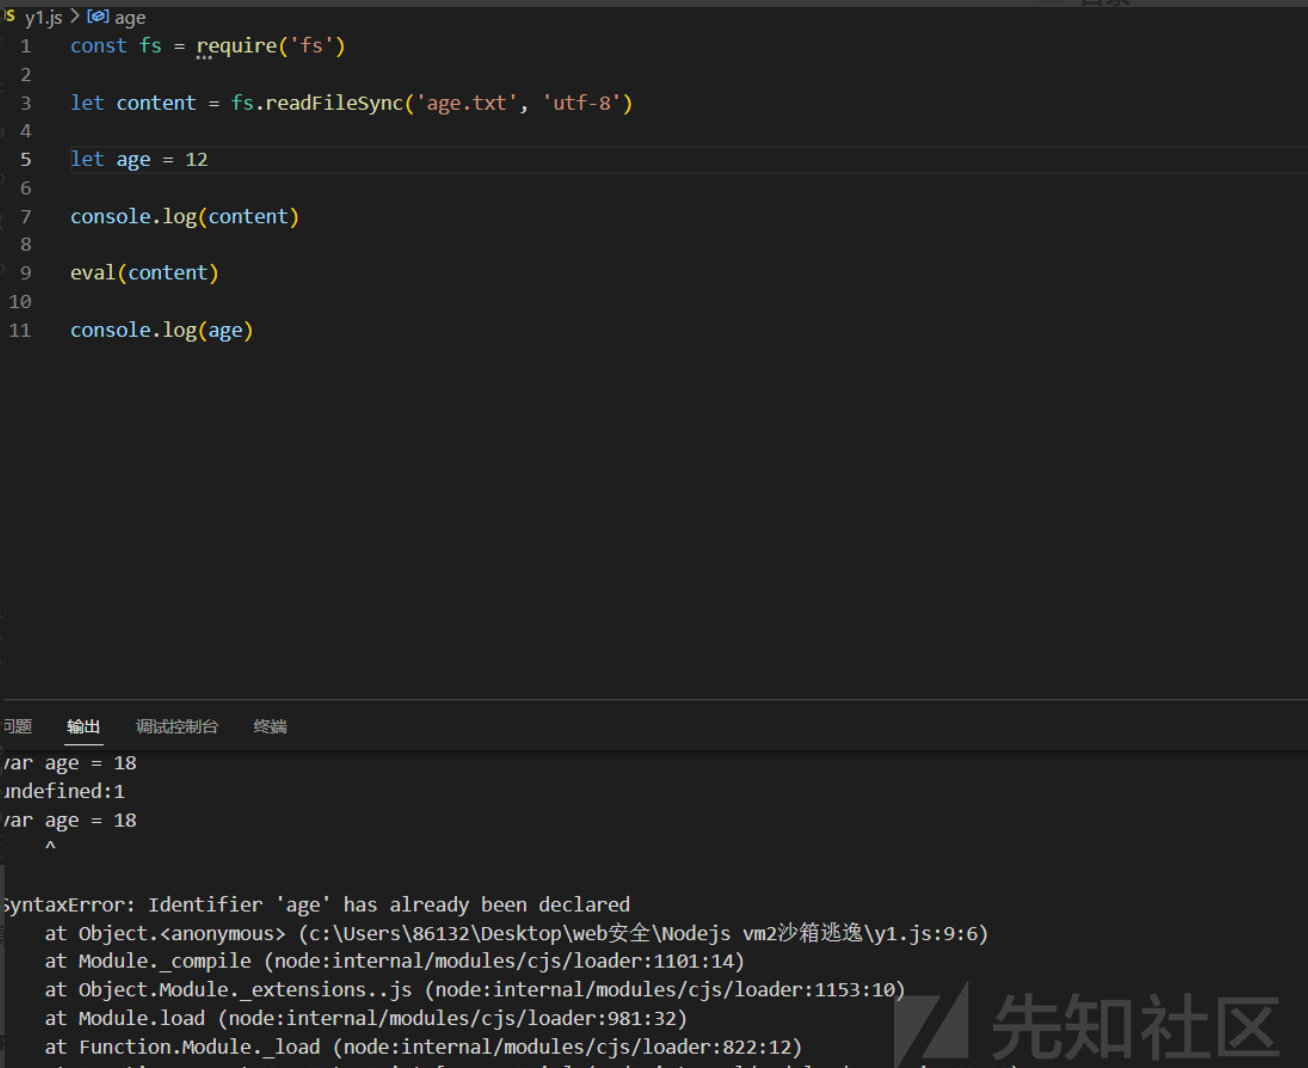 y1.js > age
1 const fs = require('fs')
2
3 let content = fs.readFileSync('age.txt', 'utf-8')
4
5 let age = 12
6
7 console.log(content)
8
9 eval(content)
10
11 console.log(age)
问题 输出 调试控制台 终端
var age = 18
undefined:1
var age = 18
^
SyntaxError: Identifier 'age' has already been declared
at Object.<anonymous> (c:\Users\86132\Desktop\web安全\Nodejs vm2沙箱逃逸\y1.js:9:6)
at Module._compile (node:internal/modules/cjs/loader:1101:14)
at Object.Module._extensions..js (node:internal/modules/cjs/loader:1153:10)
at Module.load (node:internal/modules/cjs/loader:981:32)
at Function.Module._load (node:internal/modules/cjs/loader:822:12)
先知社区